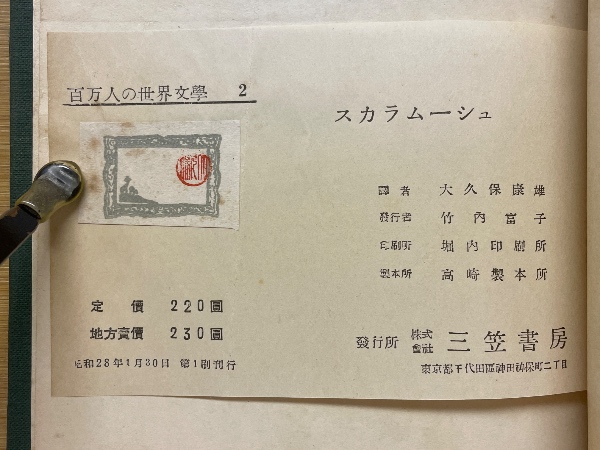 百万人の世界文學 2
スカラムーシュ
譯者 大久保康雄
發行者 竹内富子
印刷所 堀内印刷所
製本所 高崎製本所
定價 220圓
地方賣價 230圓
昭和28年1月30日 第1刷刊行
發行所 株式會社 三笠書房
東京都千代田區神田神保町二丁目